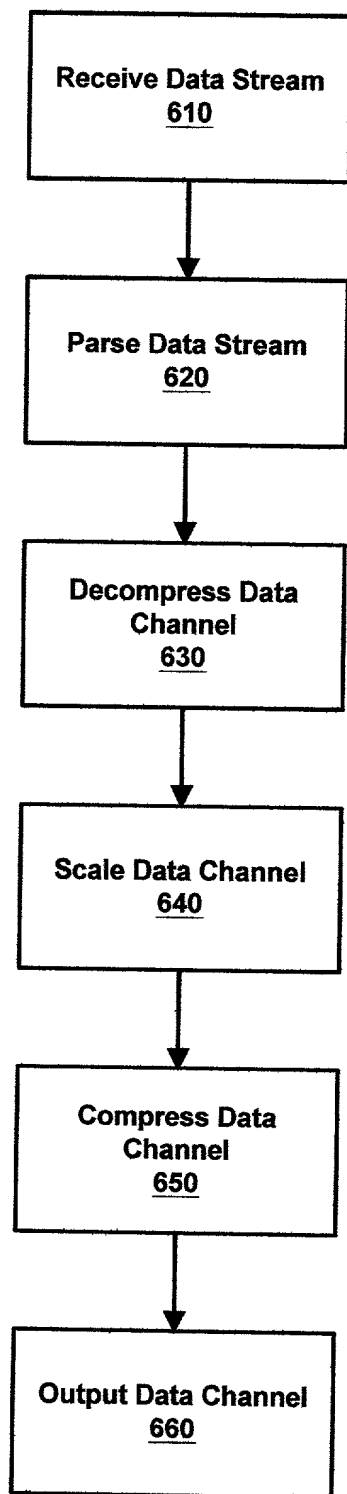 Receive Data Stream
610
Parse Data Stream
620
Decompress Data
Channel
630
Scale Data Channel
640
Compress Data
Channel
650
Output Data Channel
660